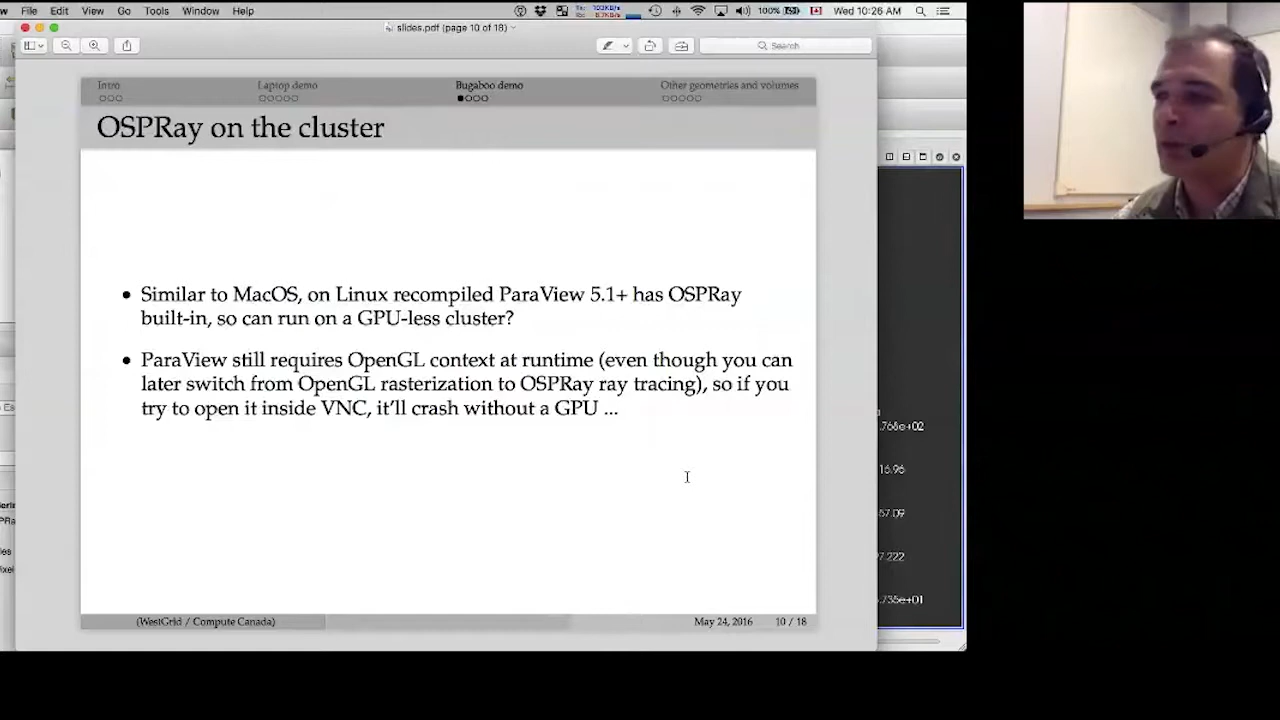 File Edit View Go Tools Window Help
100% Wed 10:26 AM
slides.pdf (page 10 of 18)
Search
Intro Laptop demo Bugaboo demo Other geometries and volumes
OSPRay on the cluster
• Similar to MacOS, on Linux recompiled ParaView 5.1+ has OSPRay
built-in, so can run on a GPU-less cluster?
• ParaView still requires OpenGL context at runtime (even though you can
later switch from OpenGL rasterization to OSPRay ray tracing), so if you
try to open it inside VNC, it'll crash without a GPU ...
.768e+02
16.96
57.09
7.222
.735e+01
(WestGrid / Compute Canada) May 24, 2016 10 / 18